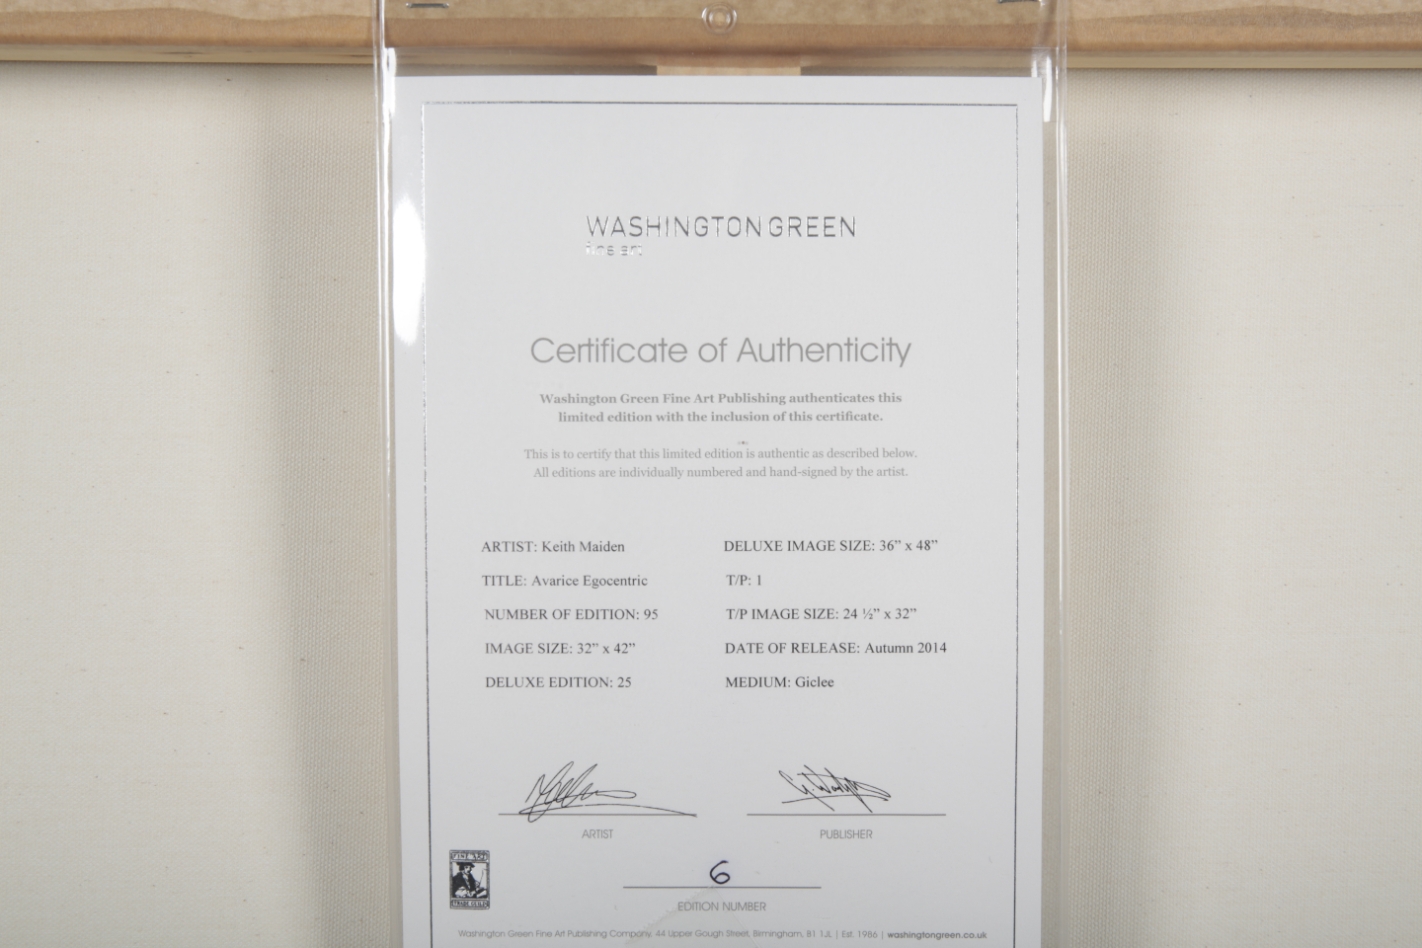 WASHINGTON GREEN
fine art
Certificate of Authenticity
Washington Green Fine Art Publishing authenticates this
limited edition with the inclusion of this certificate.
This is to certify that this limited edition is authentic as described below.
All editions are individually numbered and hand-signed by the artist.
ARTIST: Keith Maiden
TITLE: Avarice Egocentric
NUMBER OF EDITION: 95
IMAGE SIZE: 32” x 42”
DELUXE EDITION: 25
DELUXE IMAGE SIZE: 36” x 48”
T/P: 1
T/P IMAGE SIZE: 24 ½” x 32”
DATE OF RELEASE: Autumn 2014
MEDIUM: Giclee
ARTIST
PUBLISHER
6
EDITION NUMBER
FINE ART
TRADE GUILD
Washington Green Fine Art Publishing Company. 44 Upper Gough Street, Birmingham, B1 1JL | Est. 1986 | washingtongreen.co.uk